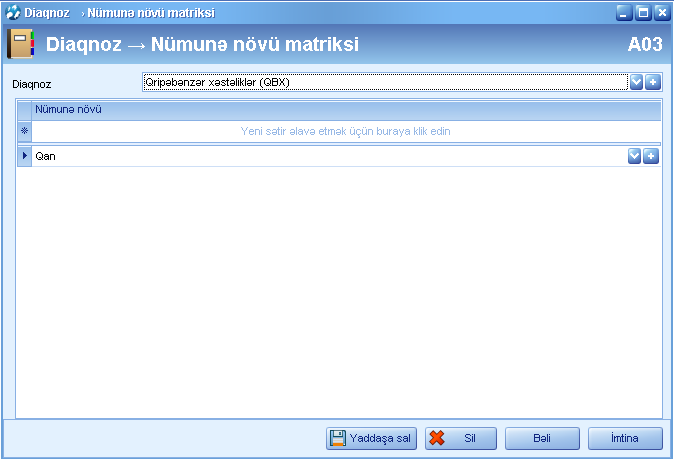 Diaqnoz → Nümunə növü matriksi
Diaqnoz → Nümunə növü matriksi A03
Diaqnoz Qripəbənzər xəstəliklər (QBX)
Nümunə növü
Yeni sətir əlavə etmək üçün buraya klik edin
Qan
Yaddaşa sal Sil Bəli İmtina